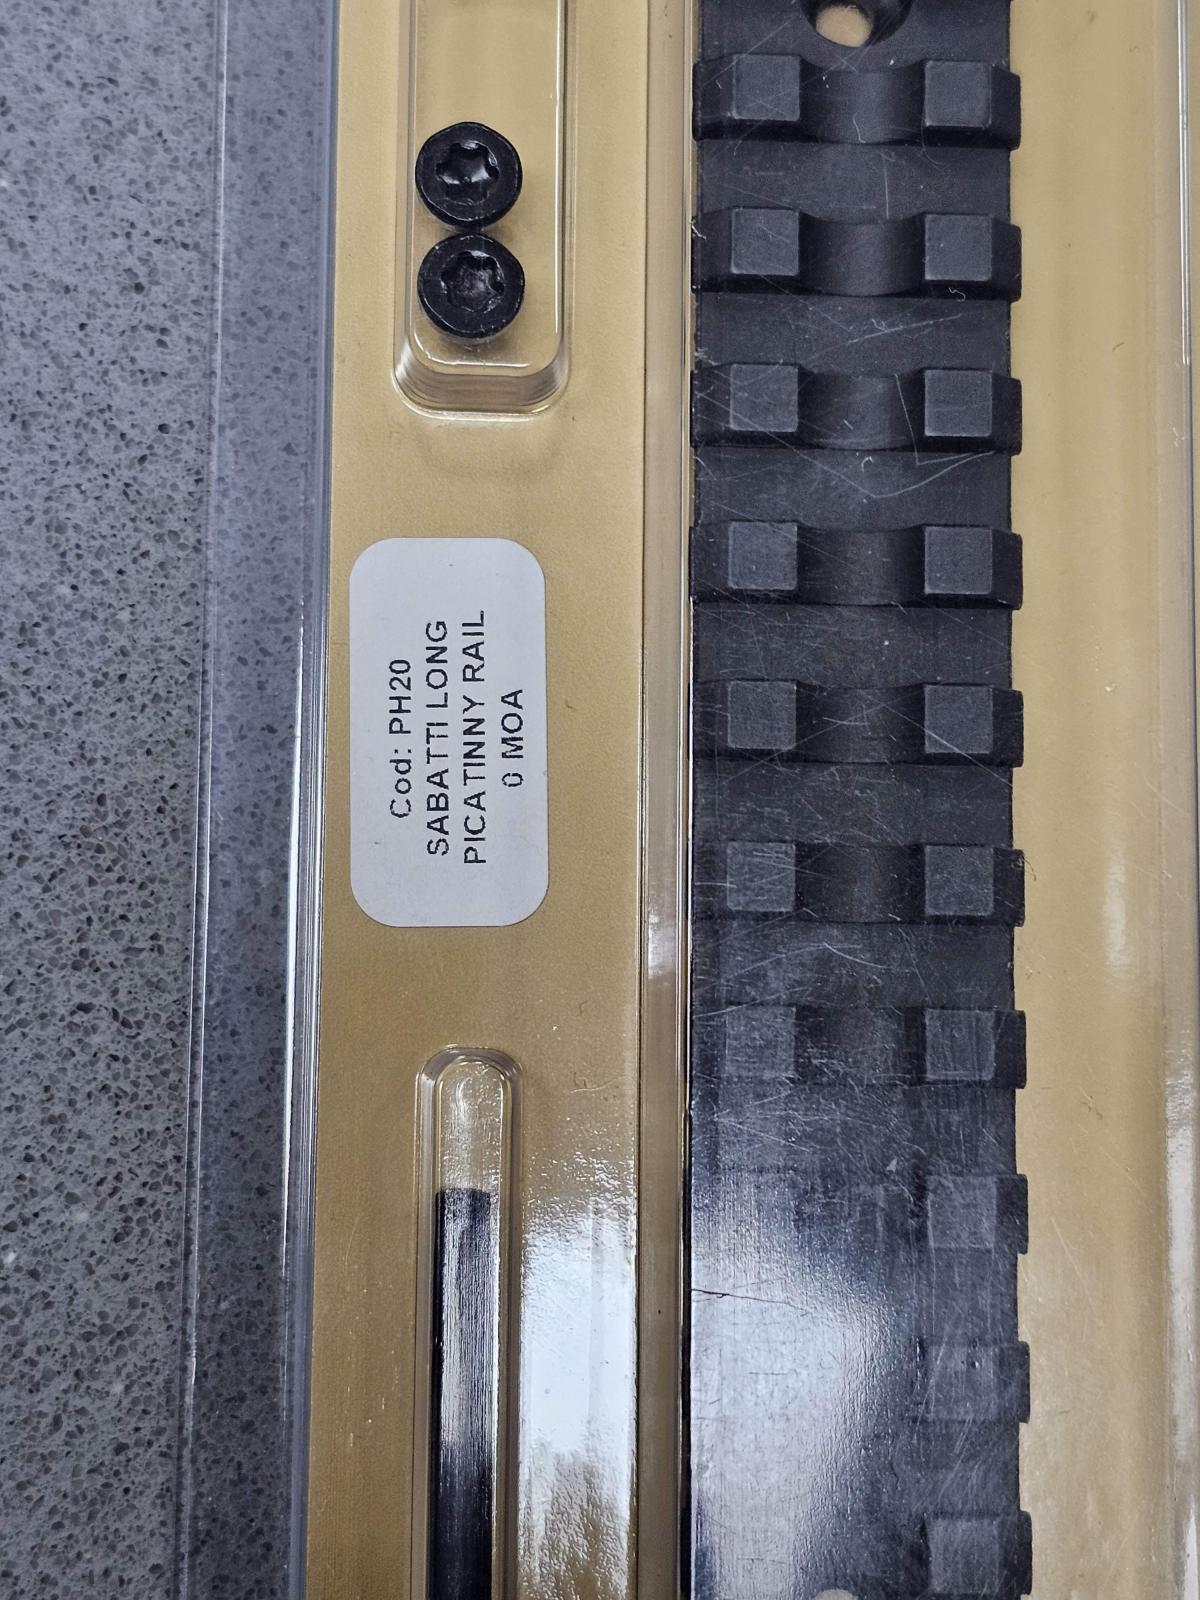 Cod: PH20
SABATTI LONG
PICATINNY RAIL
0 MOA